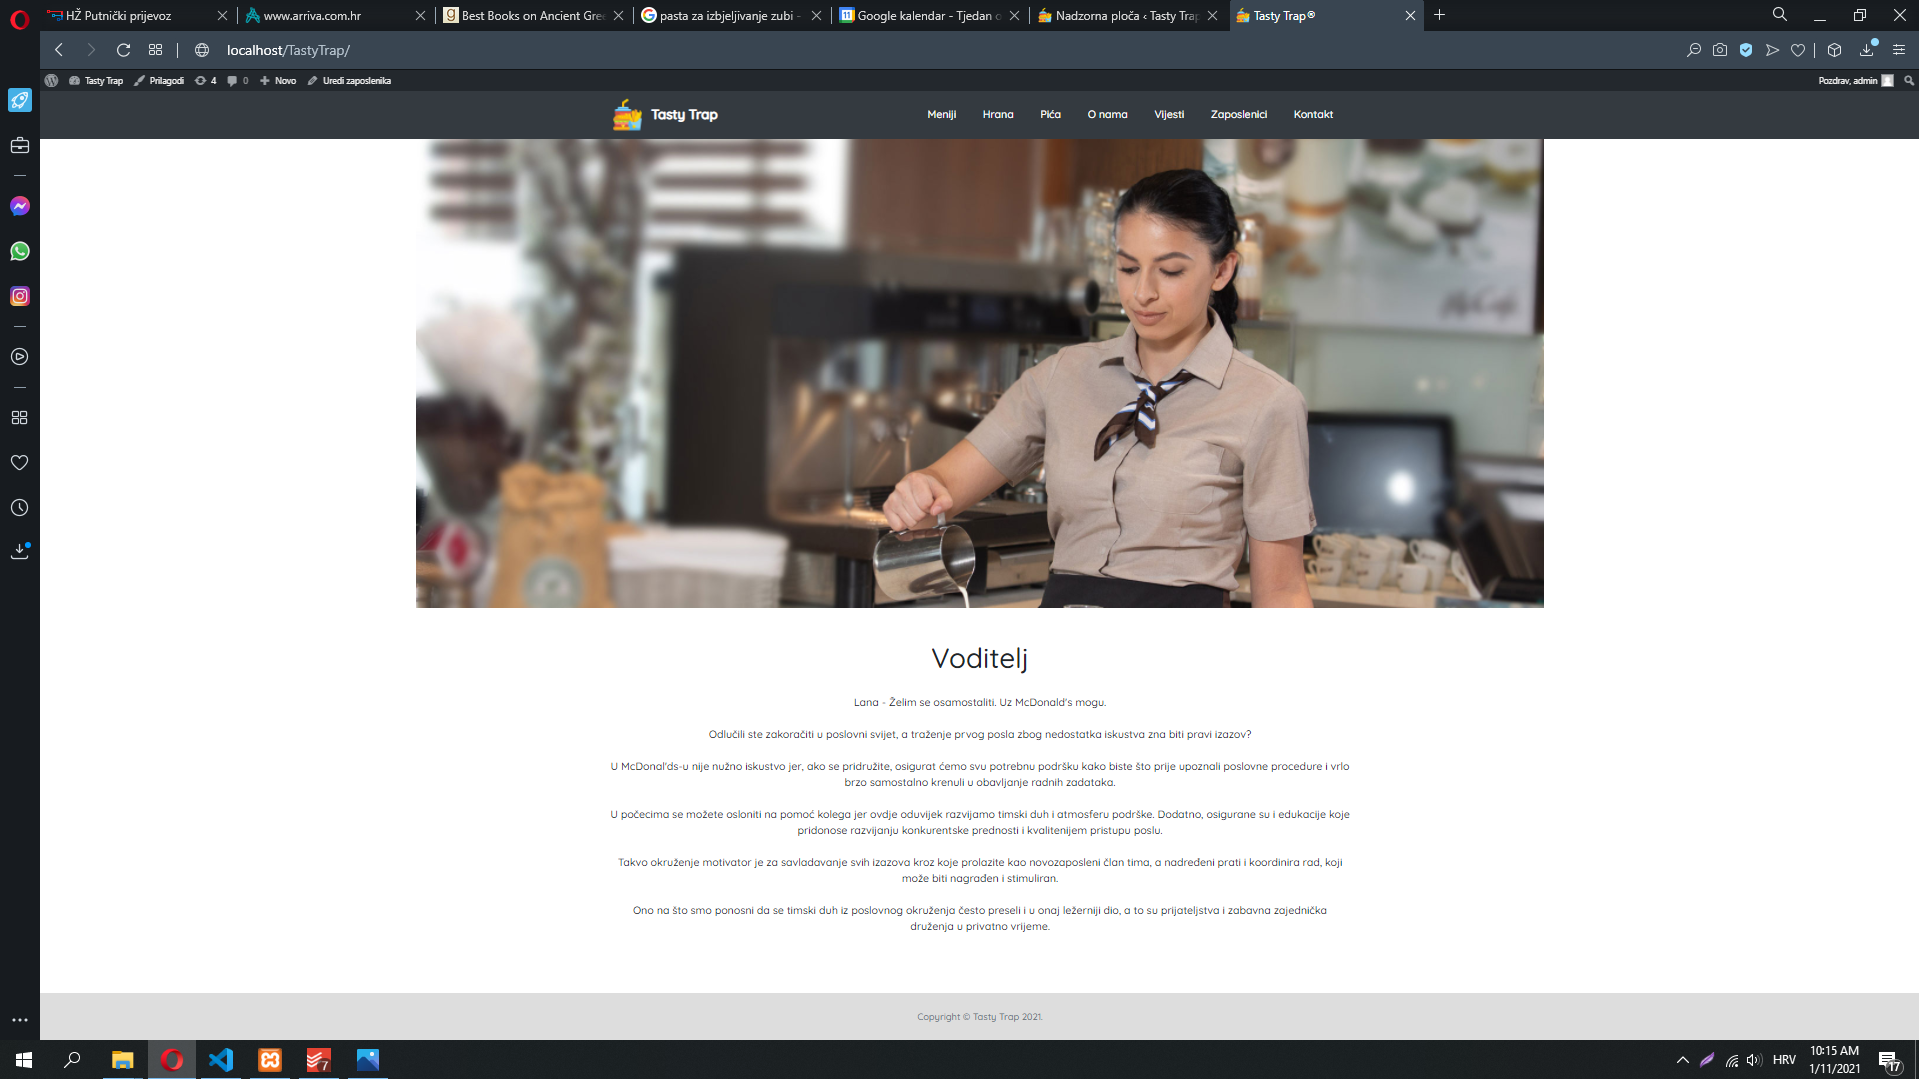 HŽ Putnički prijevoz
www.arriva.com.hr
Best Books on Ancient Gre
pasta za izbjeljivanje zubi -
Google kalendar - Tjedan o
Nadzorna ploča ‹ Tasty Trap
Tasty Trap®
localhost/TastyTrap/
Tasty Trap
Prilagodi
4
0
Novo
Uredi zaposlenika
Pozdrav, admin
Tasty Trap
Meniji
Hrana
Pića
O nama
Vijesti
Zaposlenici
Kontakt
Voditelj
Lana - Želim se osamostaliti. Uz McDonald's mogu.
Odlučili ste zakoračiti u poslovni svijet, a traženje prvog posla zbog nedostatka iskustva zna biti pravi izazov?
U McDonal'ds-u nije nužno iskustvo jer, ako se pridružite, osigurat ćemo svu potrebnu podršku kako biste što prije upoznali poslovne procedure i vrlo
brzo samostalno krenuli u obavljanje radnih zadataka.
U počecima se možete osloniti na pomoć kolega jer ovdje oduvijek razvijamo timski duh i atmosferu podrške. Dodatno, osigurane su i edukacije koje
pridonose razvijanju konkurentske prednosti i kvalitenijem pristupu poslu.
Takvo okruženje motivator je za savladavanje svih izazova kroz koje prolazite kao novozaposleni član tima, a nadređeni prati i koordinira rad, koji
može biti nagrađen i stimuliran.
Ono na što smo ponosni da se timski duh iz poslovnog okruženja često preseli i u onaj ležerniji dio, a to su prijateljstva i zabavna zajednička
druženja u privatno vrijeme.
Copyright © Tasty Trap 2021.
7
HRV
10:15 AM
1/11/2021
17